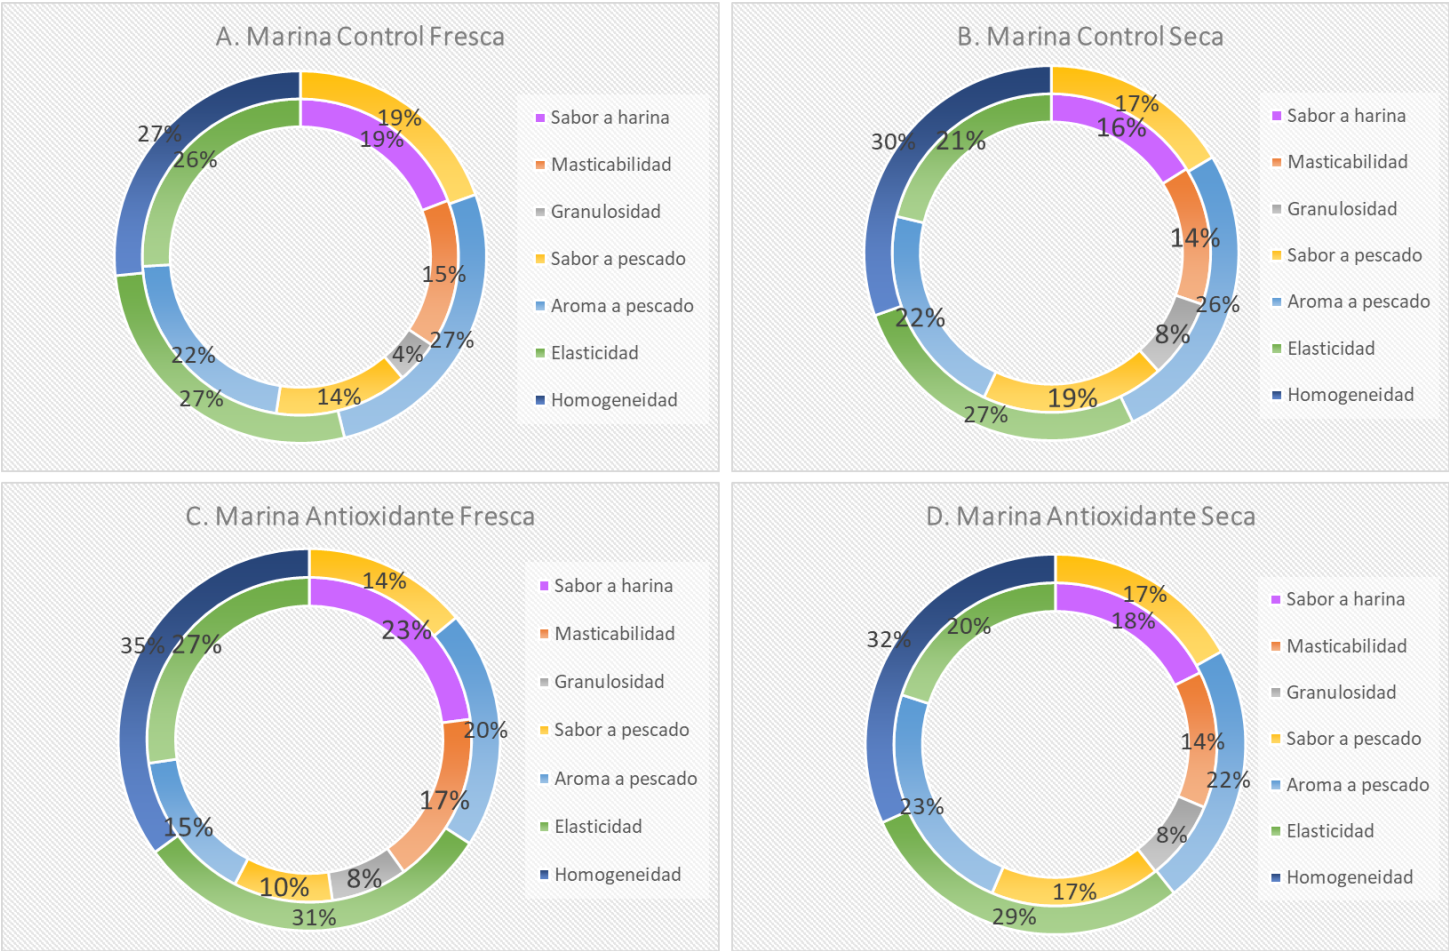 A. Marina Control Fresca
27%
26%
19%
19%
15%
27%
4%
14%
22%
27%
Sabor a harina
Masticabilidad
Granulosidad
Sabor a pescado
Aroma a pescado
Elasticidad
Homogeneidad
B. Marina Control Seca
30%
21%
17%
16%
14%
26%
8%
19%
22%
27%
Sabor a harina
Masticabilidad
Granulosidad
Sabor a pescado
Aroma a pescado
Elasticidad
Homogeneidad
C. Marina Antioxidante Fresca
35%
27%
14%
23%
20%
17%
8%
10%
15%
31%
Sabor a harina
Masticabilidad
Granulosidad
Sabor a pescado
Aroma a pescado
Elasticidad
Homogeneidad
D. Marina Antioxidante Seca
32%
20%
17%
18%
14%
22%
8%
17%
23%
29%
Sabor a harina
Masticabilidad
Granulosidad
Sabor a pescado
Aroma a pescado
Elasticidad
Homogeneidad